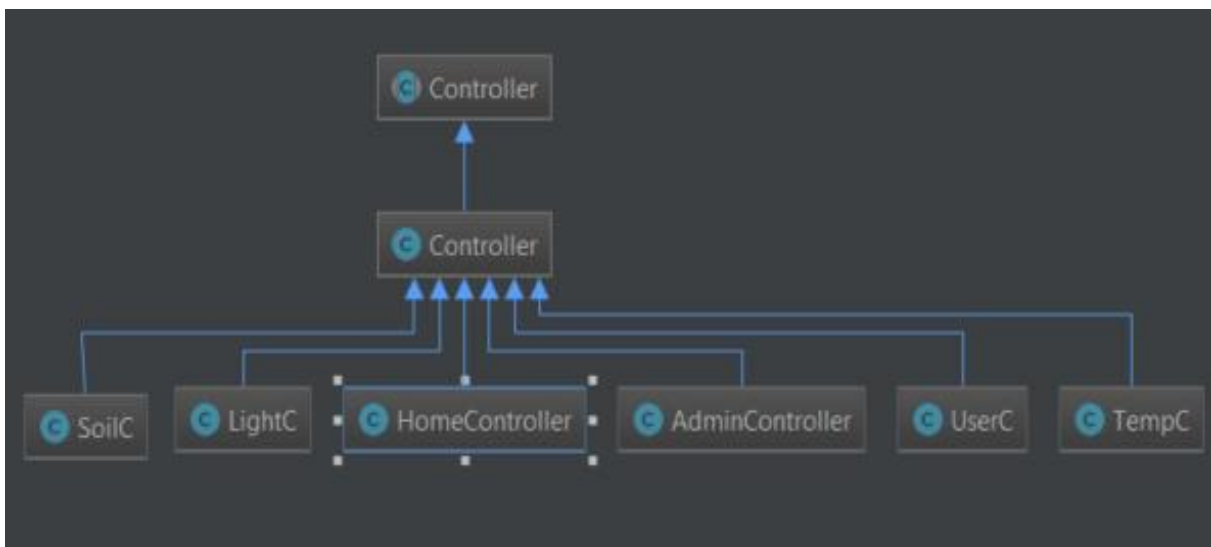 C Controller
C Controller
C SoilC
C LightC
C HomeController
C AdminController
C UserC
C TempC